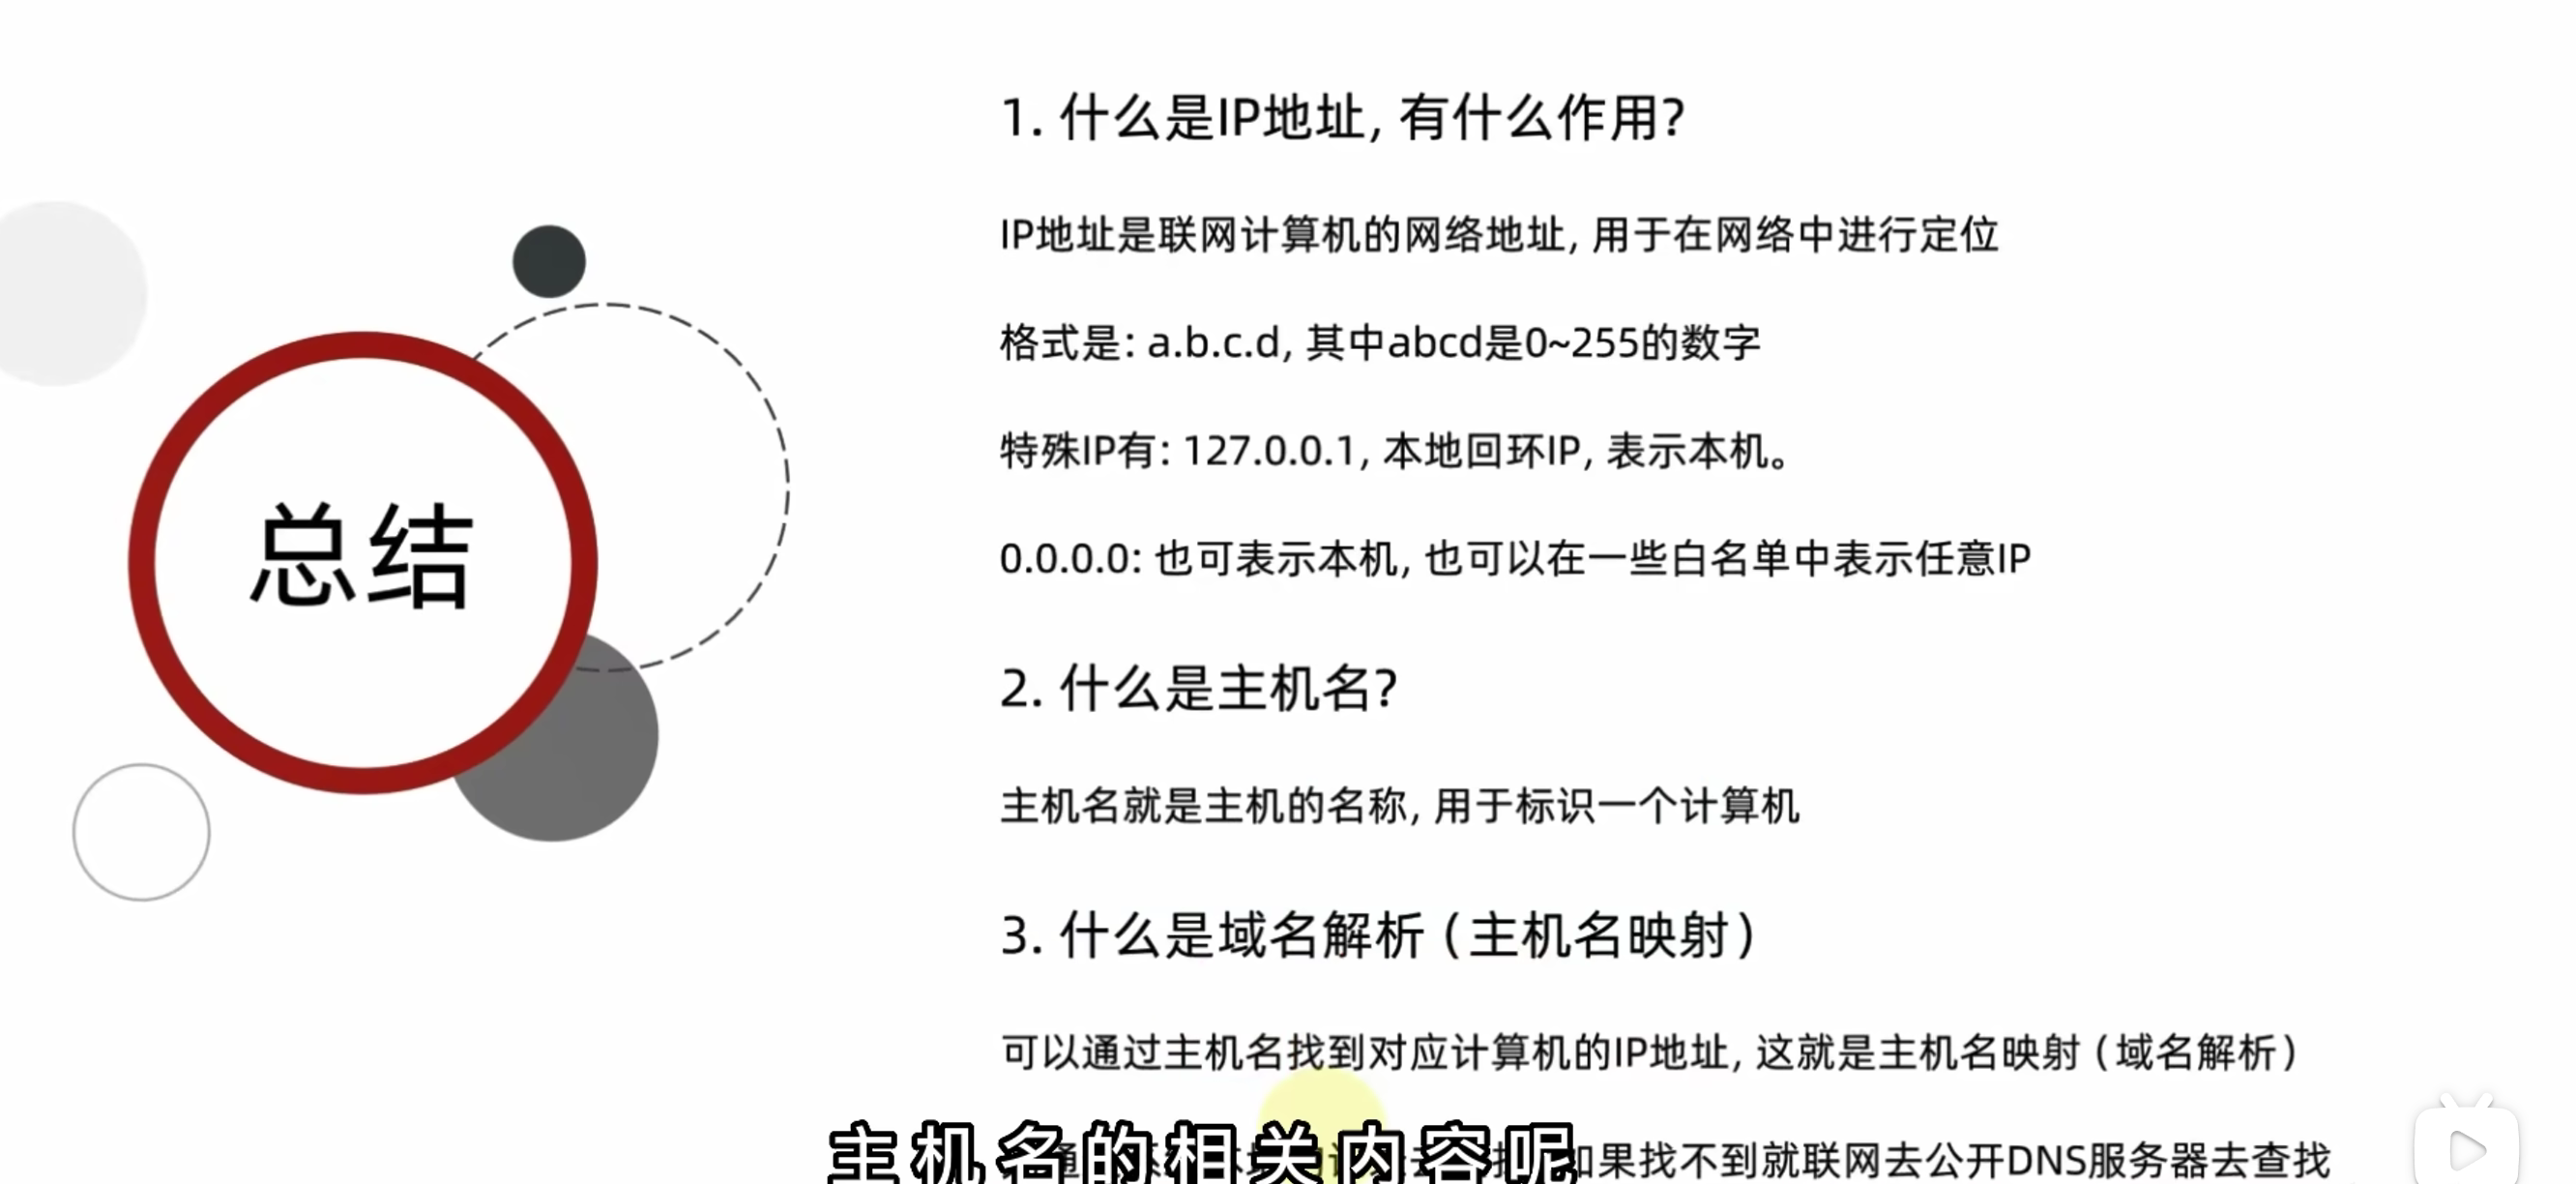 总结
1. 什么是IP地址, 有什么作用?
IP地址是联网计算机的网络地址, 用于在网络中进行定位
格式是: a.b.c.d, 其中abcd是0~255的数字
特殊IP有: 127.0.0.1, 本地回环IP, 表示本机。
0.0.0.0: 也可表示本机, 也可以在一些白名单中表示任意IP
2. 什么是主机名?
主机名就是主机的名称, 用于标识一个计算机
3. 什么是域名解析 (主机名映射)
可以通过主机名找到对应计算机的IP地址, 这就是主机名映射 (域名解析)
如果找不到就联网去公开DNS服务器去查找
主机名的相关内容呢